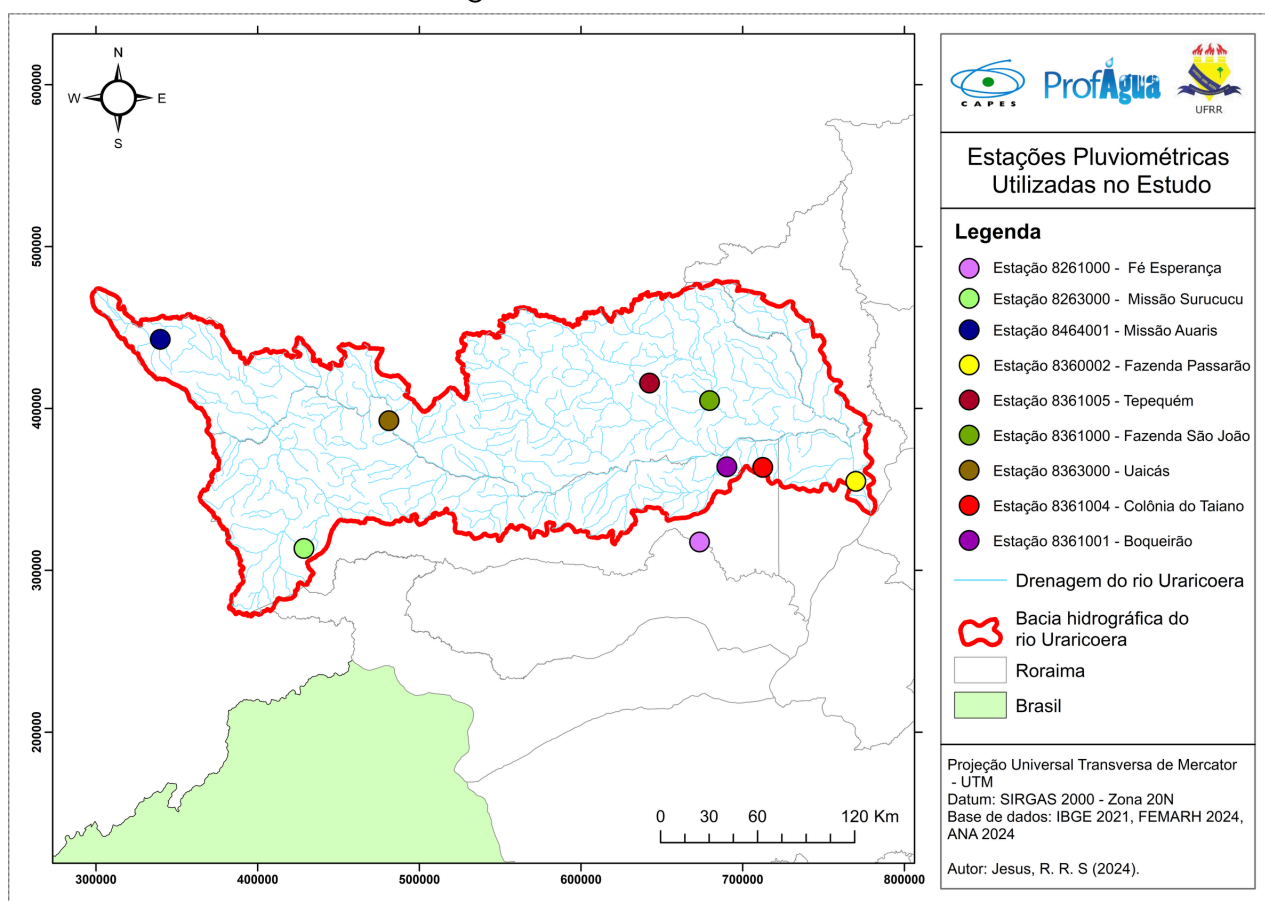 g
N
W
E
S
600000
500000
400000
300000
200000
300000
400000
500000
600000
700000
800000
0 30 60 120 Km
CAPES
ProfÁgua
UFRR
Estações Pluviométricas
Utilizadas no Estudo
Legenda
Estação 8261000 - Fé Esperança
Estação 8263000 - Missão Surucucu
Estação 8464001 - Missão Auaris
Estação 8360002 - Fazenda Passarão
Estação 8361005 - Tepequém
Estação 8361000 - Fazenda São João
Estação 8363000 - Uaicás
Estação 8361004 - Colônia do Taiano
Estação 8361001 - Boqueirão
Drenagem do rio Uraricoera
Bacia hidrográfica do
rio Uraricoera
Roraima
Brasil
Projeção Universal Transversa de Mercator
- UTM
Datum: SIRGAS 2000 - Zona 20N
Base de dados: IBGE 2021, FEMARH 2024,
ANA 2024
Autor: Jesus, R. R. S (2024).